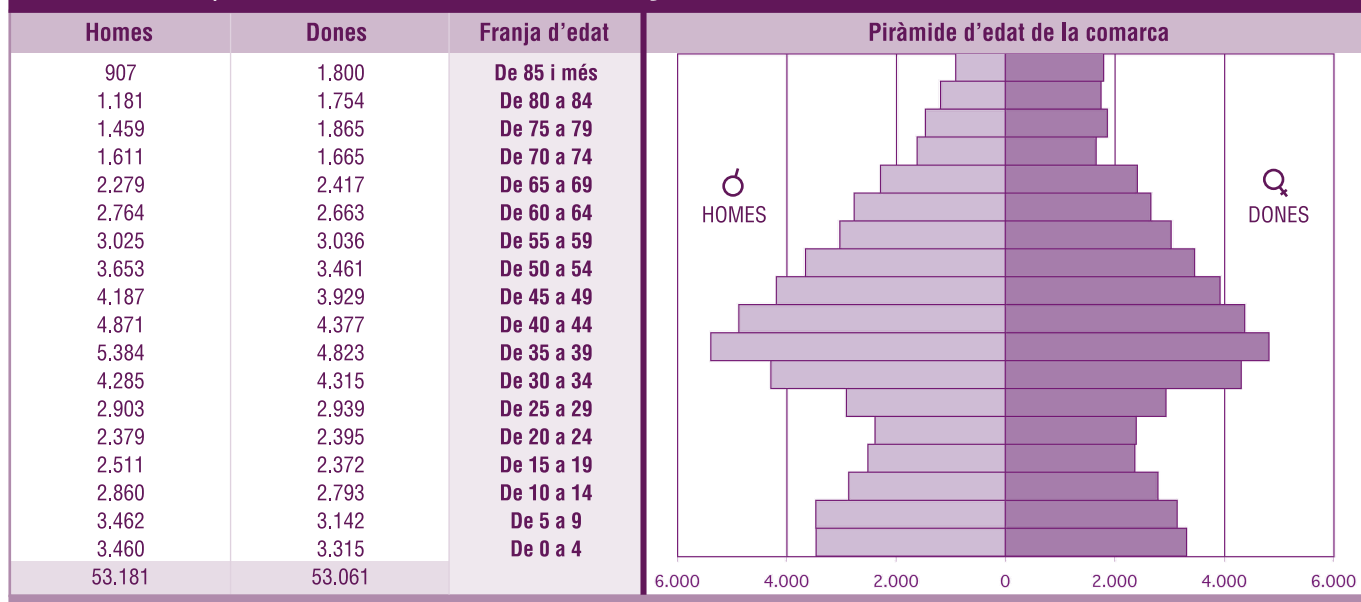 Homes Dones Franja d'edat Piràmide d'edat de la comarca
907 1.800 De 85 i més
1.181 1.754 De 80 a 84
1.459 1.865 De 75 a 79
1.611 1.665 De 70 a 74
2.279 2.417 De 65 a 69
2.764 2.663 De 60 a 64
3.025 3.036 De 55 a 59
3.653 3.461 De 50 a 54
4.187 3.929 De 45 a 49
4.871 4.377 De 40 a 44
5.384 4.823 De 35 a 39
4.285 4.315 De 30 a 34
2.903 2.939 De 25 a 29
2.379 2.395 De 20 a 24
2.511 2.372 De 15 a 19
2.860 2.793 De 10 a 14
3.462 3.142 De 5 a 9
3.460 3.315 De 0 a 4
53.181 53.061
HOMES DONES
6.000 4.000 2.000 0 2.000 4.000 6.000